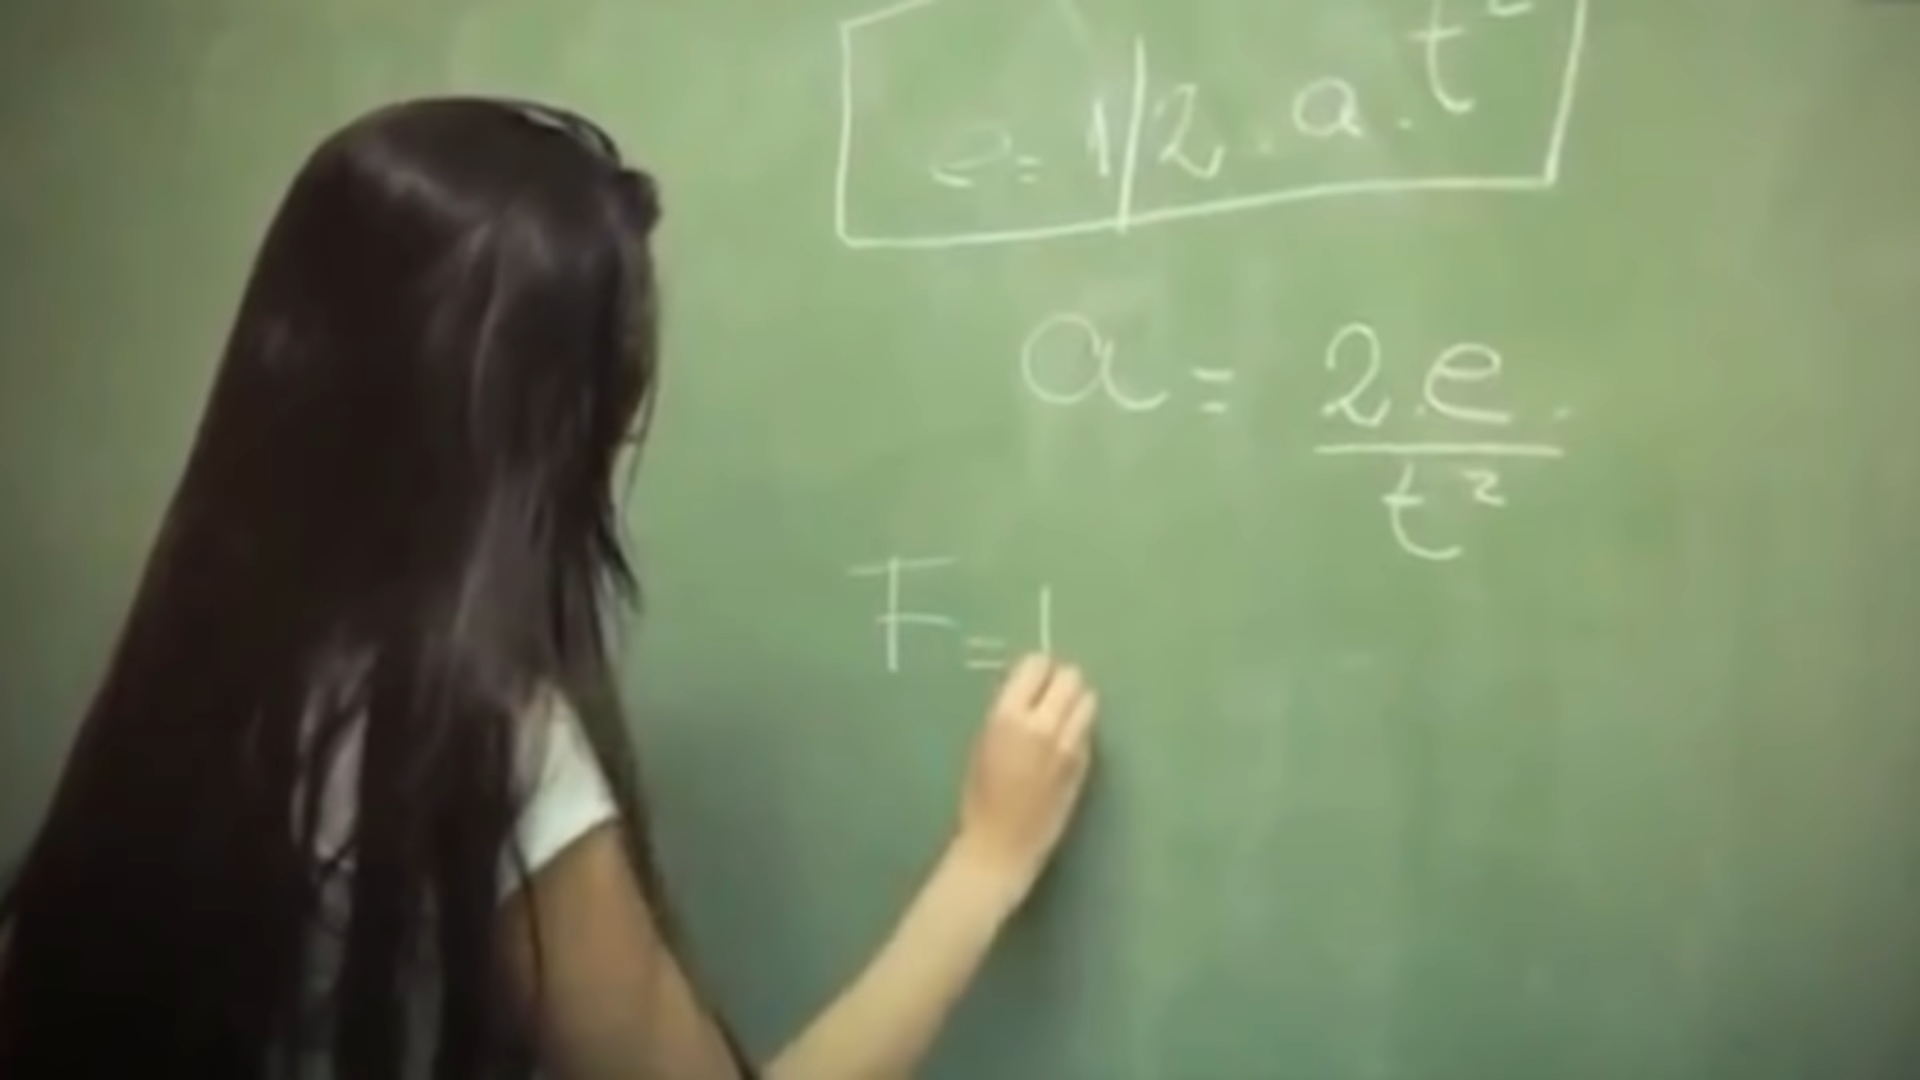 e = 1/2 . a . t²
a = 2.e.
t²
F =